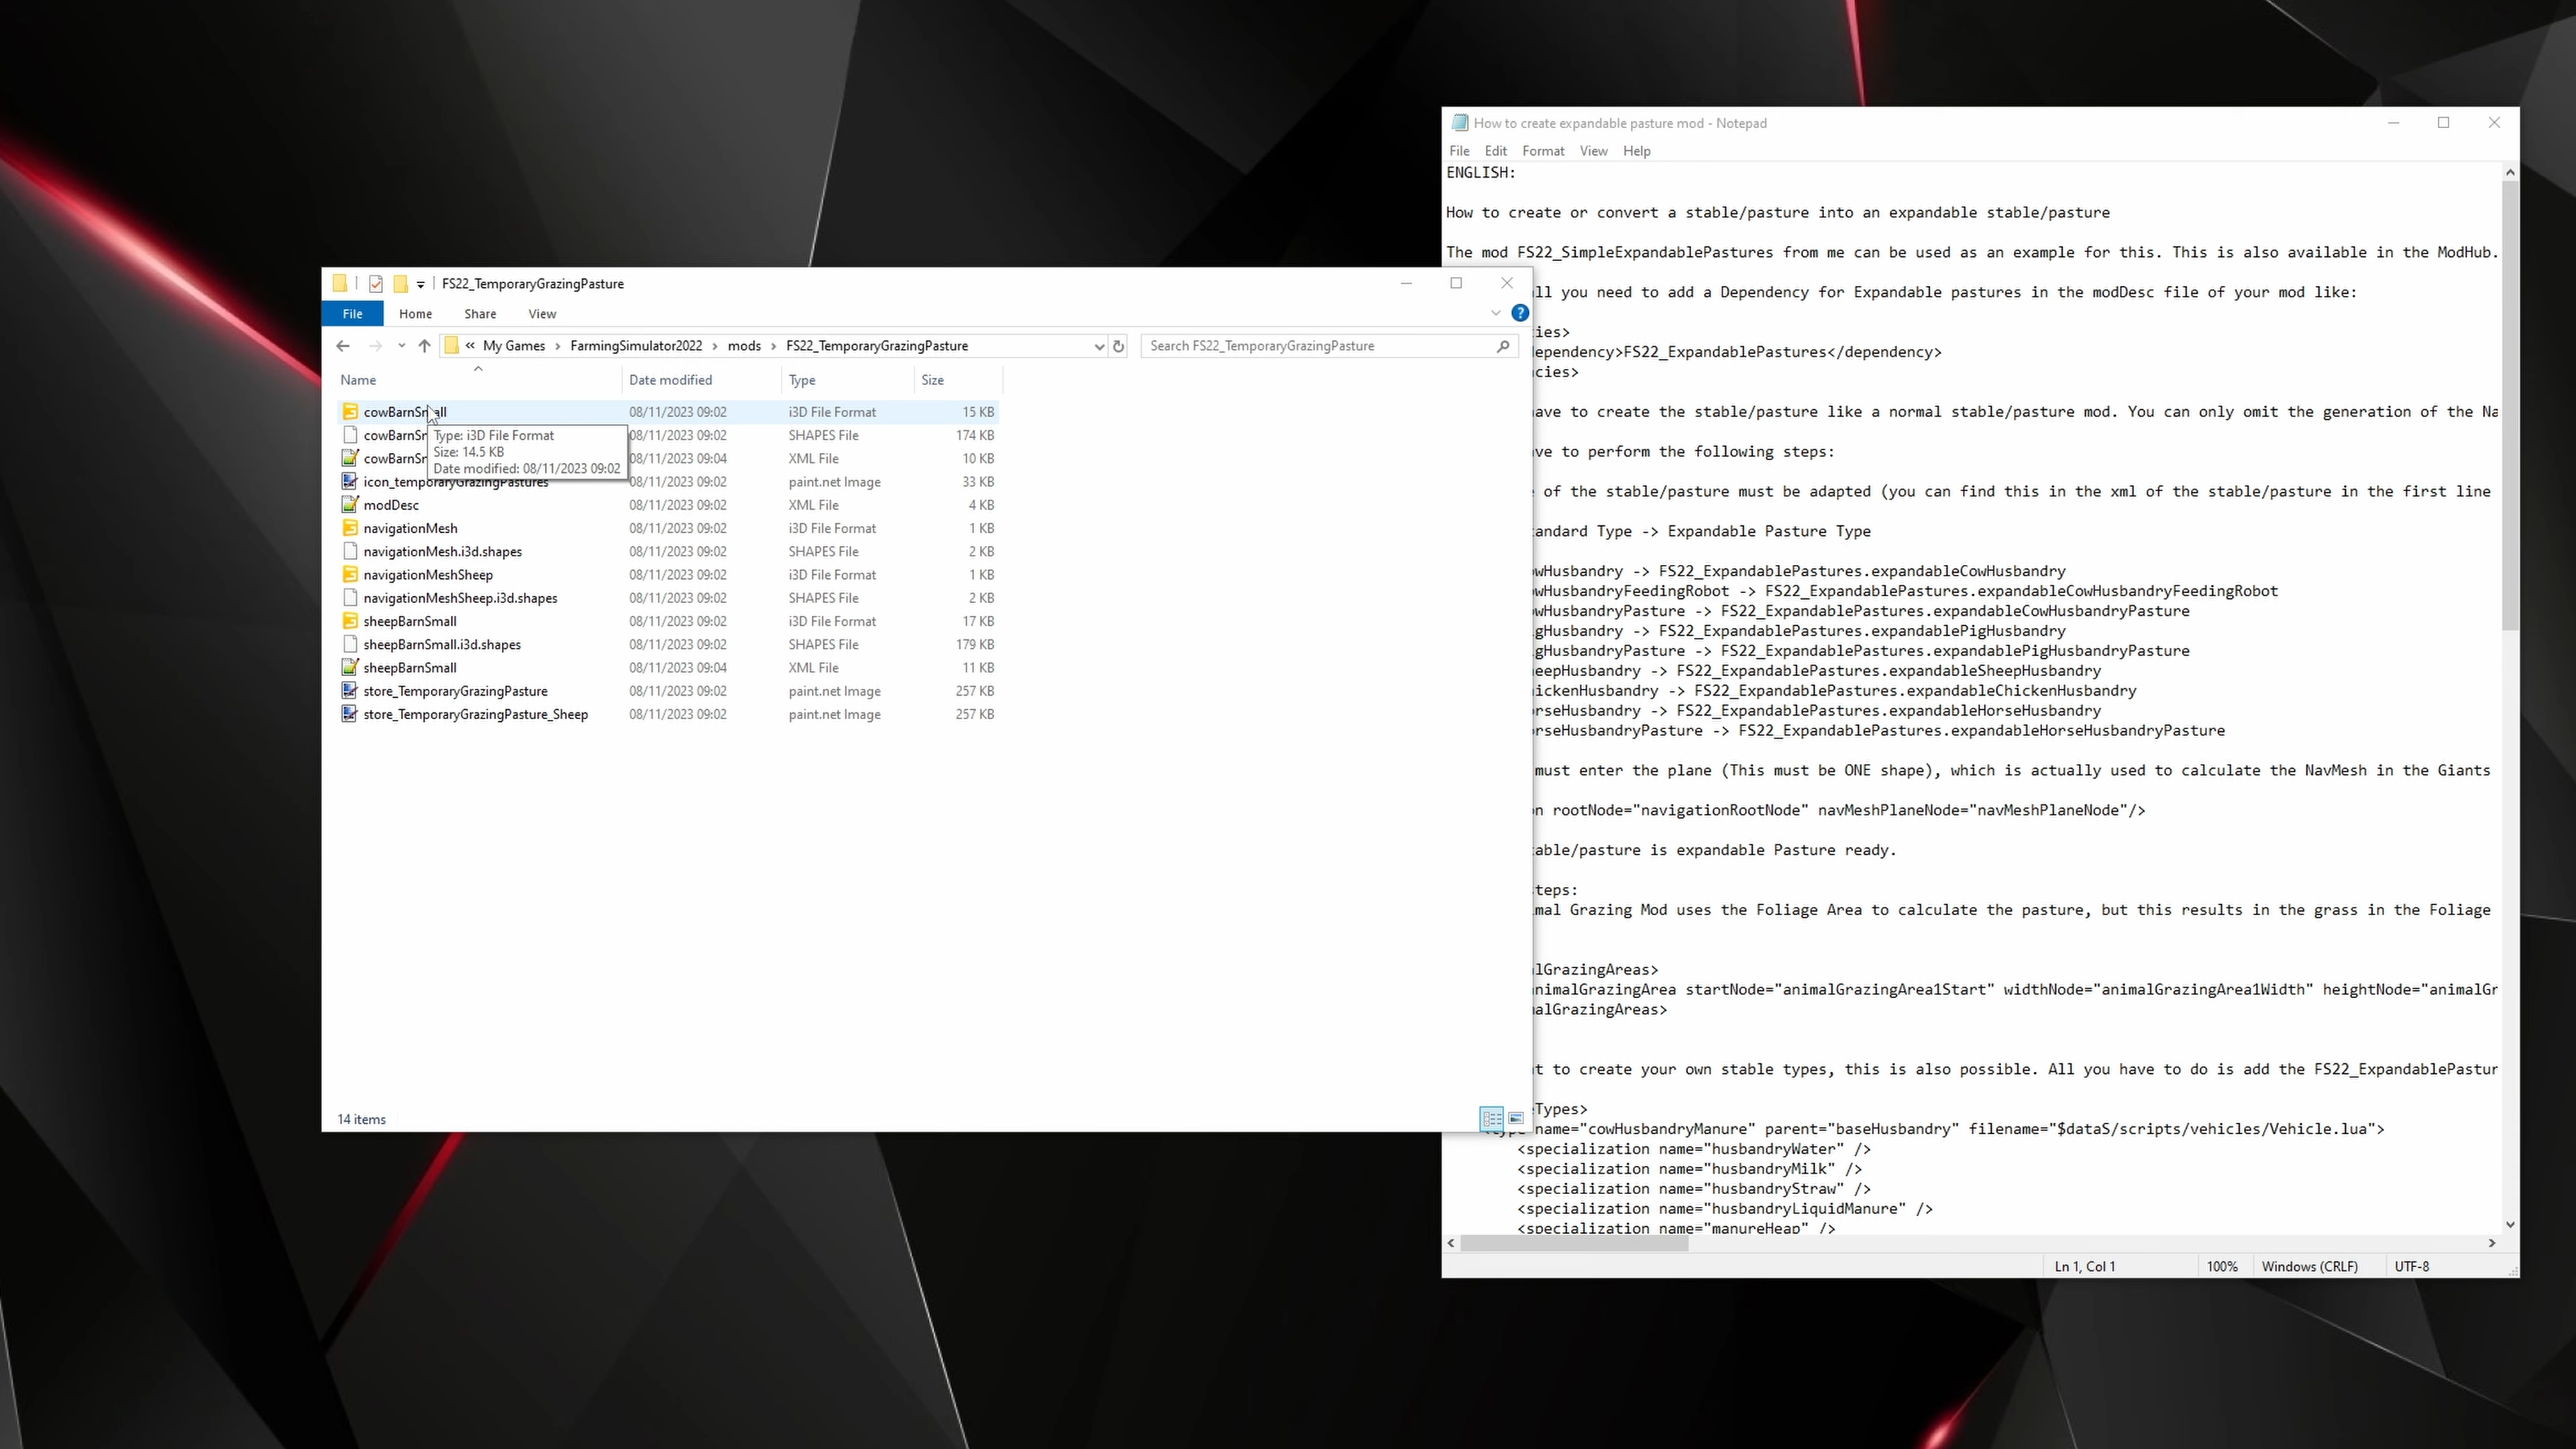 FS22_TemporaryGrazingPasture
File
Home
Share
View
« My Games > FarmingSimulator2022 > mods > FS22_TemporaryGrazingPasture
Search FS22_TemporaryGrazingPasture
Name
Date modified
Type
Size
cowBarnSmall 08/11/2023 09:02 i3D File Format 15 KB
cowBarnSm 08/11/2023 09:02 SHAPES File 174 KB
cowBarnSm 08/11/2023 09:04 XML File 10 KB
Type: i3D File Format
Size: 14.5 KB
Date modified: 08/11/2023 09:02
icon_temporaryGrazingPastures 08/11/2023 09:02 paint.net Image 33 KB
modDesc 08/11/2023 09:02 XML File 4 KB
navigationMesh 08/11/2023 09:02 i3D File Format 1 KB
navigationMesh.i3d.shapes 08/11/2023 09:02 SHAPES File 2 KB
navigationMeshSheep 08/11/2023 09:02 i3D File Format 1 KB
navigationMeshSheep.i3d.shapes 08/11/2023 09:02 SHAPES File 2 KB
sheepBarnSmall 08/11/2023 09:02 i3D File Format 17 KB
sheepBarnSmall.i3d.shapes 08/11/2023 09:02 SHAPES File 179 KB
sheepBarnSmall 08/11/2023 09:04 XML File 11 KB
store_TemporaryGrazingPasture 08/11/2023 09:02 paint.net Image 257 KB
store_TemporaryGrazingPasture_Sheep 08/11/2023 09:02 paint.net Image 257 KB
14 items
How to create expandable pasture mod - Notepad
File Edit Format View Help
ENGLISH:
How to create or convert a stable/pasture into an expandable stable/pasture
The mod FS22_SimpleExpandablePastures from me can be used as an example for this. This is also available in the ModHub.
ll you need to add a Dependency for Expandable pastures in the modDesc file of your mod like:
ies>
ependency>FS22_ExpandablePastures</dependency>
cies>
ave to create the stable/pasture like a normal stable/pasture mod. You can only omit the generation of the Na
ve to perform the following steps:
of the stable/pasture must be adapted (you can find this in the xml of the stable/pasture in the first line
andard Type -> Expandable Pasture Type
wHusbandry -> FS22_ExpandablePastures.expandableCowHusbandry
wHusbandryFeedingRobot -> FS22_ExpandablePastures.expandableCowHusbandryFeedingRobot
wHusbandryPasture -> FS22_ExpandablePastures.expandableCowHusbandryPasture
gHusbandry -> FS22_ExpandablePastures.expandablePigHusbandry
gHusbandryPasture -> FS22_ExpandablePastures.expandablePigHusbandryPasture
eepHusbandry -> FS22_ExpandablePastures.expandableSheepHusbandry
ickenHusbandry -> FS22_ExpandablePastures.expandableChickenHusbandry
rseHusbandry -> FS22_ExpandablePastures.expandableHorseHusbandry
rseHusbandryPasture -> FS22_ExpandablePastures.expandableHorseHusbandryPasture
must enter the plane (This must be ONE shape), which is actually used to calculate the NavMesh in the Giants
n rootNode="navigationRootNode" navMeshPlaneNode="navMeshPlaneNode"/>
able/pasture is expandable Pasture ready.
steps:
mal Grazing Mod uses the Foliage Area to calculate the pasture, but this results in the grass in the Foliage
lGrazingAreas>
nimalGrazingArea startNode="animalGrazingArea1Start" widthNode="animalGrazingArea1Width" heightNode="animalGr
alGrazingAreas>
t to create your own stable types, this is also possible. All you have to do is add the FS22_ExpandablePastur
eTypes>
name="cowHusbandryManure" parent="baseHusbandry" filename="$dataS/scripts/vehicles/Vehicle.lua">
<specialization name="husbandryWater" />
<specialization name="husbandryMilk" />
<specialization name="husbandryStraw" />
<specialization name="husbandryLiquidManure" />
<specialization name="manureHeap" />
Ln 1, Col 1
100%
Windows (CRLF)
UTF-8